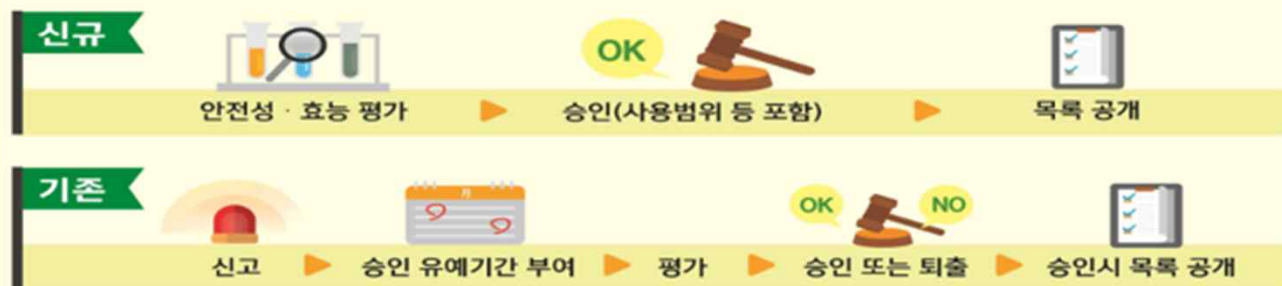 신규
OK
안전성 · 효능 평가 ▶ 승인(사용범위 등 포함) ▶ 목록 공개
기존
OK NO
신고 ▶ 승인 유예기간 부여 ▶ 평가 ▶ 승인 또는 퇴출 ▶ 승인시 목록 공개